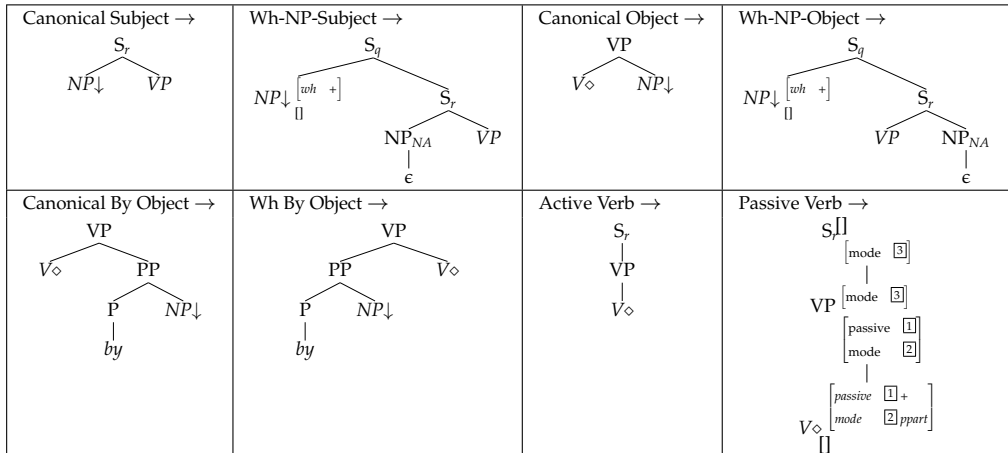 Canonical Subject → Wh-NP-Subject → Canonical Object → Wh-NP-Object →
S_r S_q VP S_q
NP↓ VP NP↓ [wh +] [] S_r V◇ NP↓ NP↓ [wh +] [] S_r
NP_NA VP VP NP_NA
ϵ ϵ
Canonical By Object → Wh By Object → Active Verb → Passive Verb →
VP VP S_r S_r []
[mode 3]
V◇ PP PP V◇ VP VP [mode 3]
P NP↓ P NP↓ V◇ [passive 1
mode 2]
by by [passive 1 +
V◇ mode 2 ppart]
[]